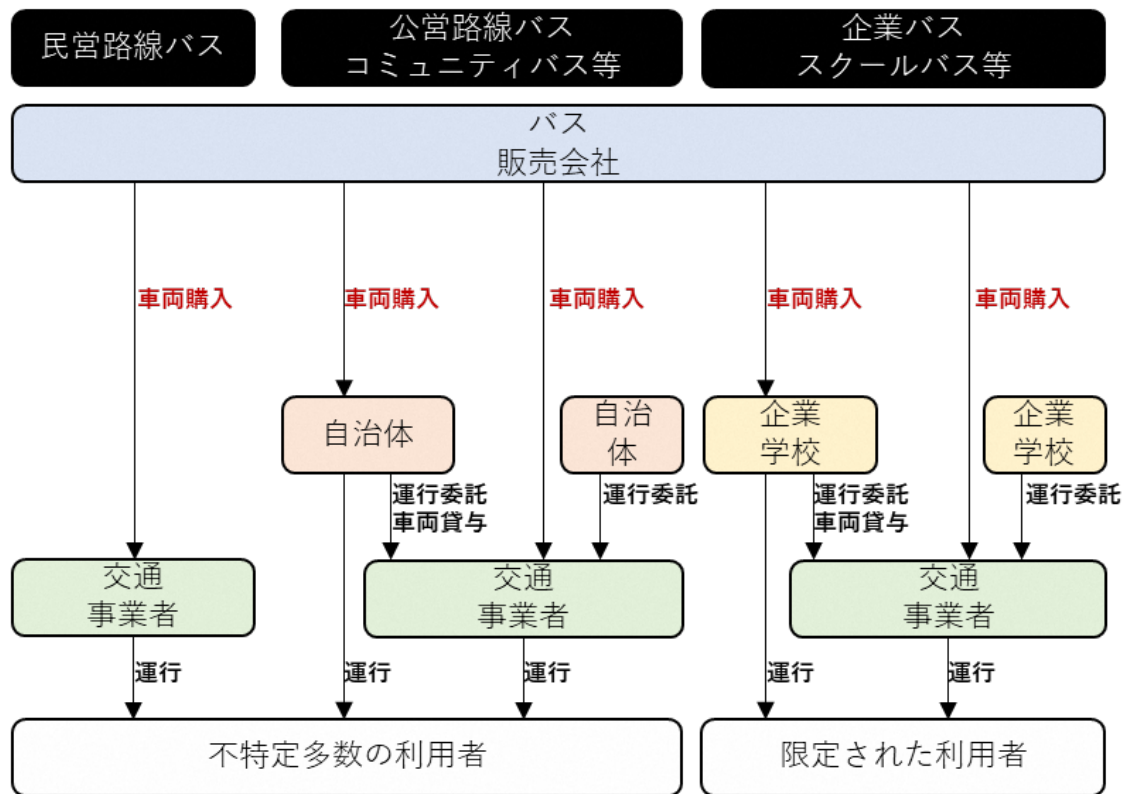 民営路線バス
公営路線バス
コミュニティバス等
企業バス
スクールバス等
バス
販売会社
車両購入
車両購入
車両購入
車両購入
車両購入
自治体
自治
体
企業
学校
企業
学校
運行委託
車両貸与
運行委託
運行委託
車両貸与
運行委託
交通
事業者
交通
事業者
交通
事業者
運行
運行
運行
運行
運行
不特定多数の利用者
限定された利用者